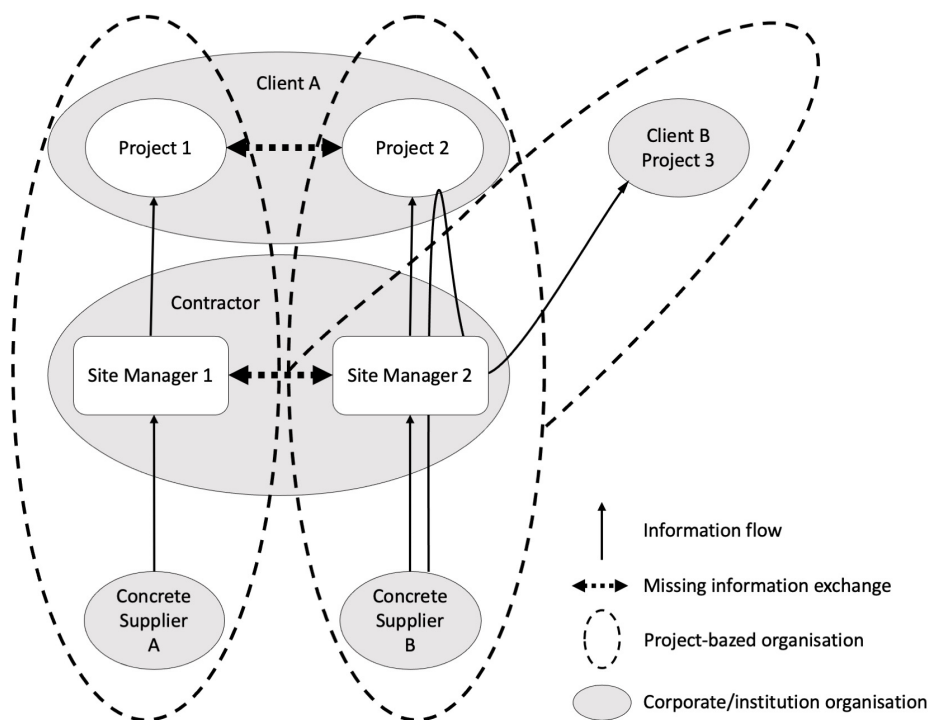 Client A
Project 1
Project 2
Client B
Project 3
Contractor
Site Manager 1
Site Manager 2
Concrete
Supplier
A
Concrete
Supplier
B
Information flow
Missing information exchange
Project-based organisation
Corporate/institution organisation